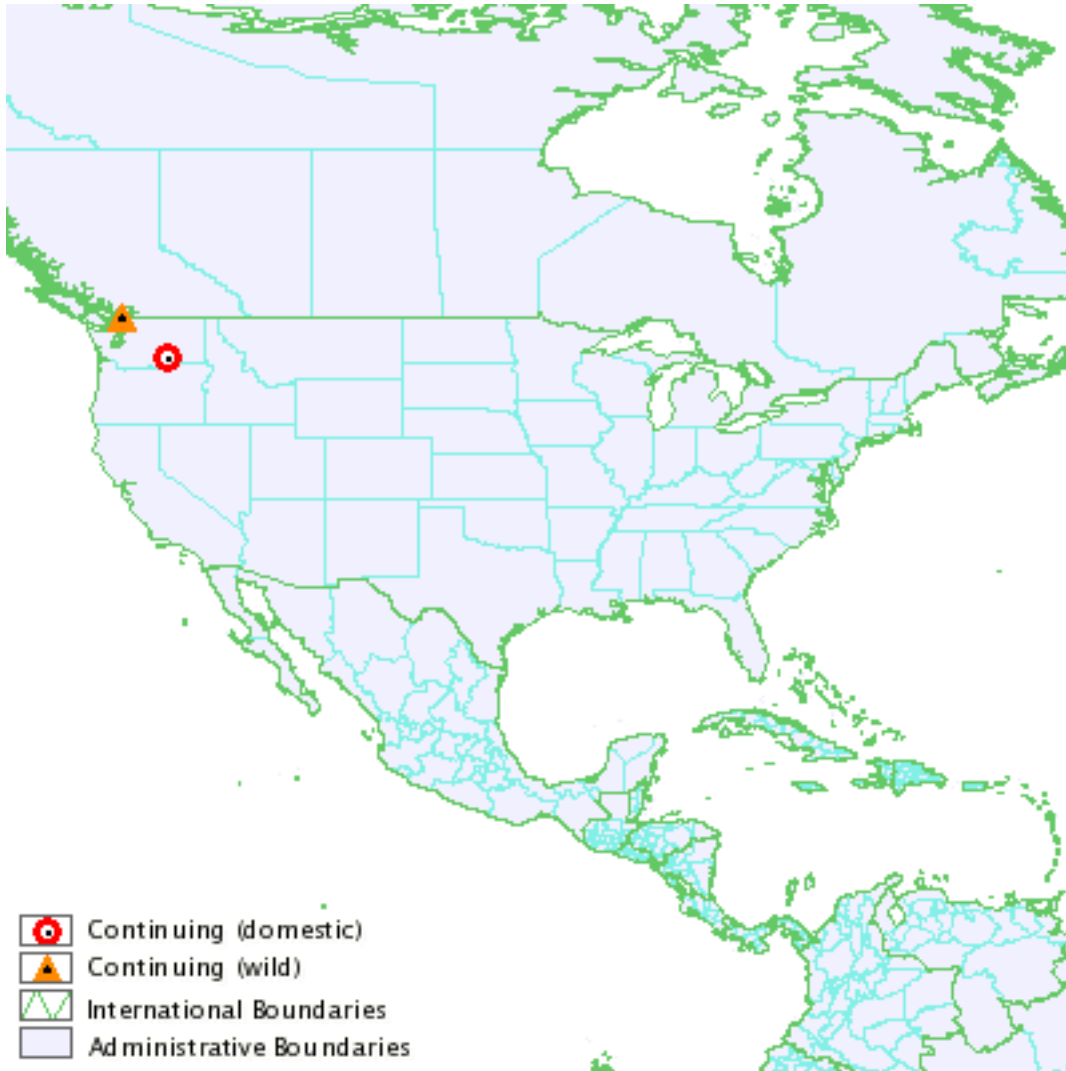 Continuing (domestic)
Continuing (wild)
International Boundaries
Administrative Boundaries